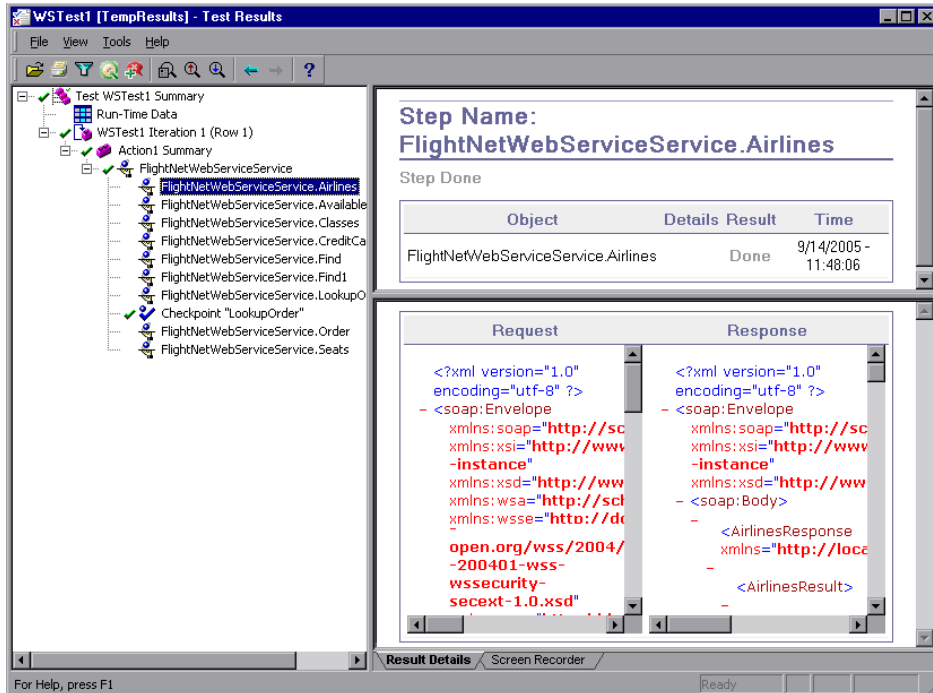 WSTest1 [TempResults] - Test Results
File View Tools Help
Test WSTest1 Summary
Run-Time Data
WSTest1 Iteration 1 (Row 1)
Action1 Summary
FlightNetWebServiceService
FlightNetWebServiceService.Airlines
FlightNetWebServiceService.Available
FlightNetWebServiceService.Classes
FlightNetWebServiceService.CreditCa
FlightNetWebServiceService.Find
FlightNetWebServiceService.Find1
FlightNetWebServiceService.LookupO
Checkpoint "LookupOrder"
FlightNetWebServiceService.Order
FlightNetWebServiceService.Seats
Step Name:
FlightNetWebServiceService.Airlines
Step Done
Object Details Result Time
FlightNetWebServiceService.Airlines Done 9/14/2005 -
11:48:06
Request
<?xml version="1.0"
encoding="utf-8" ?>
- <soap:Envelope
xmlns:soap="http://sc
xmlns:xsi="http://www
-instance"
xmlns:xsd="http://ww
xmlns:wsa="http://sch
xmlns:wsse="http://do
-
open.org/wss/2004/
-200401-wss-
wssecurity-
secext-1.0.xsd"
Response
<?xml version="1.0"
encoding="utf-8" ?>
- <soap:Envelope
xmlns:soap="http://sc
xmlns:xsi="http://www
-instance"
xmlns:xsd="http://ww
- <soap:Body>
-
<AirlinesResponse
xmlns="http://loca
-
<AirlinesResult>
-
Result Details Screen Recorder
For Help, press F1
Ready